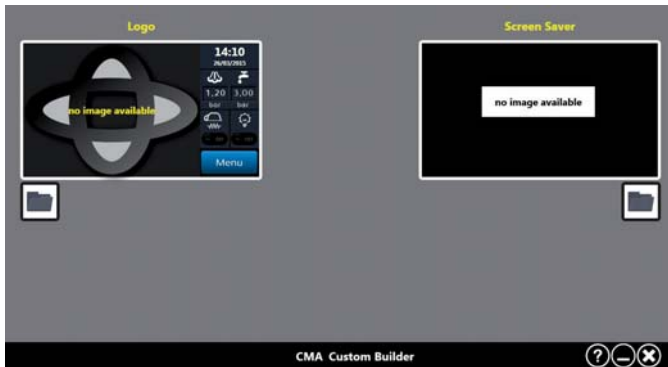 Logo
Screen Saver
14:10
26/03/2015
1,20 3,00
bar bar
no image available
Menu
no image available
CMA Custom Builder
?